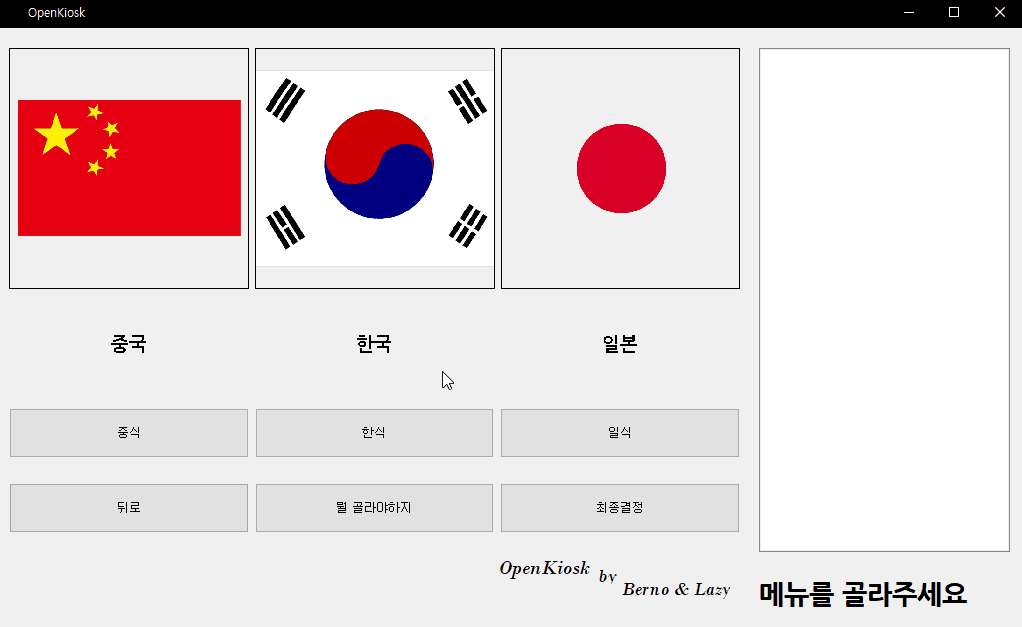 OpenKiosk
중국
한국
일본
중식
한식
일식
뒤로
뭘 골라야하지
최종결정
OpenKiosk by
Berno & Lazy
메뉴를 골라주세요